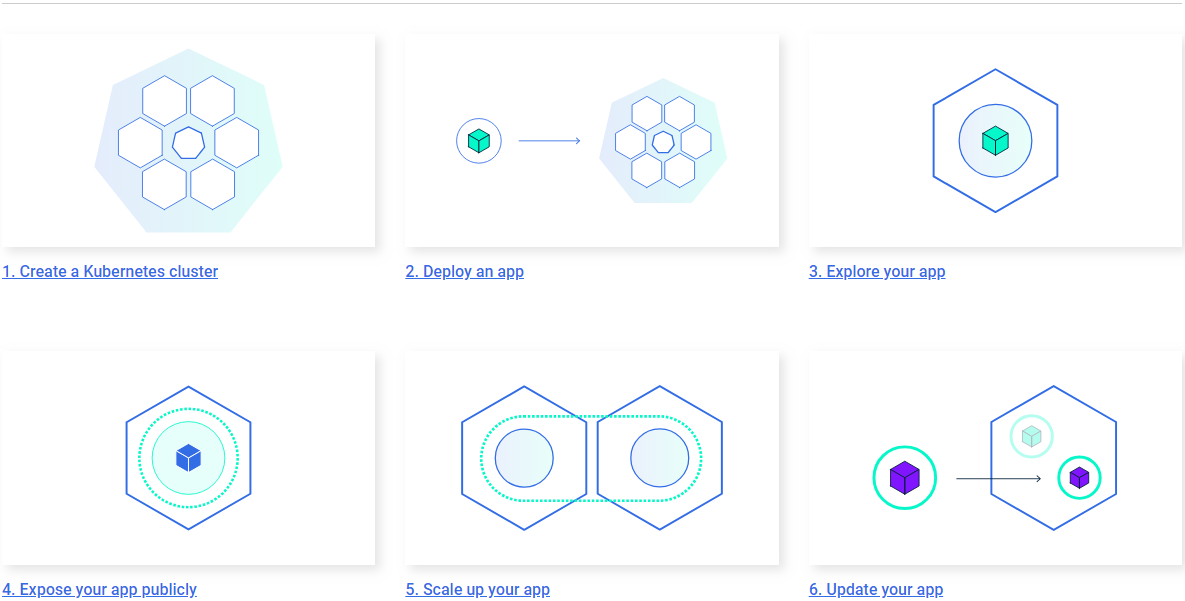 1. Create a Kubernetes cluster
2. Deploy an app
3. Explore your app
4. Expose your app publicly
5. Scale up your app
6. Update your app